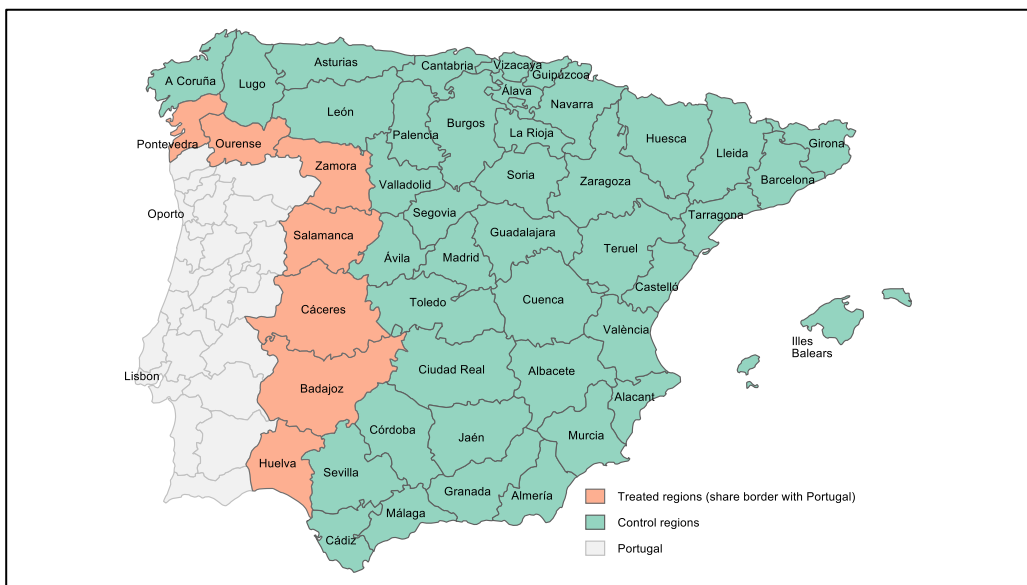 Asturias
Cantabria
Vizcaya
Guipúzcoa
A Coruña
Lugo
Álava
León
Navarra
Palencia
Burgos
La Rioja
Huesca
Lleida
Girona
Pontevedra
Ourense
Zamora
Valladolid
Soria
Zaragoza
Barcelona
Oporto
Segovia
Tarragona
Salamanca
Guadalajara
Ávila
Madrid
Teruel
Castelló
Cáceres
Toledo
Cuenca
València
Illes
Balears
Lisbon
Badajoz
Ciudad Real
Albacete
Alacant
Córdoba
Jaén
Murcia
Huelva
Sevilla
Granada
Almería
Málaga
Cádiz
Treated regions (share border with Portugal)
Control regions
Portugal